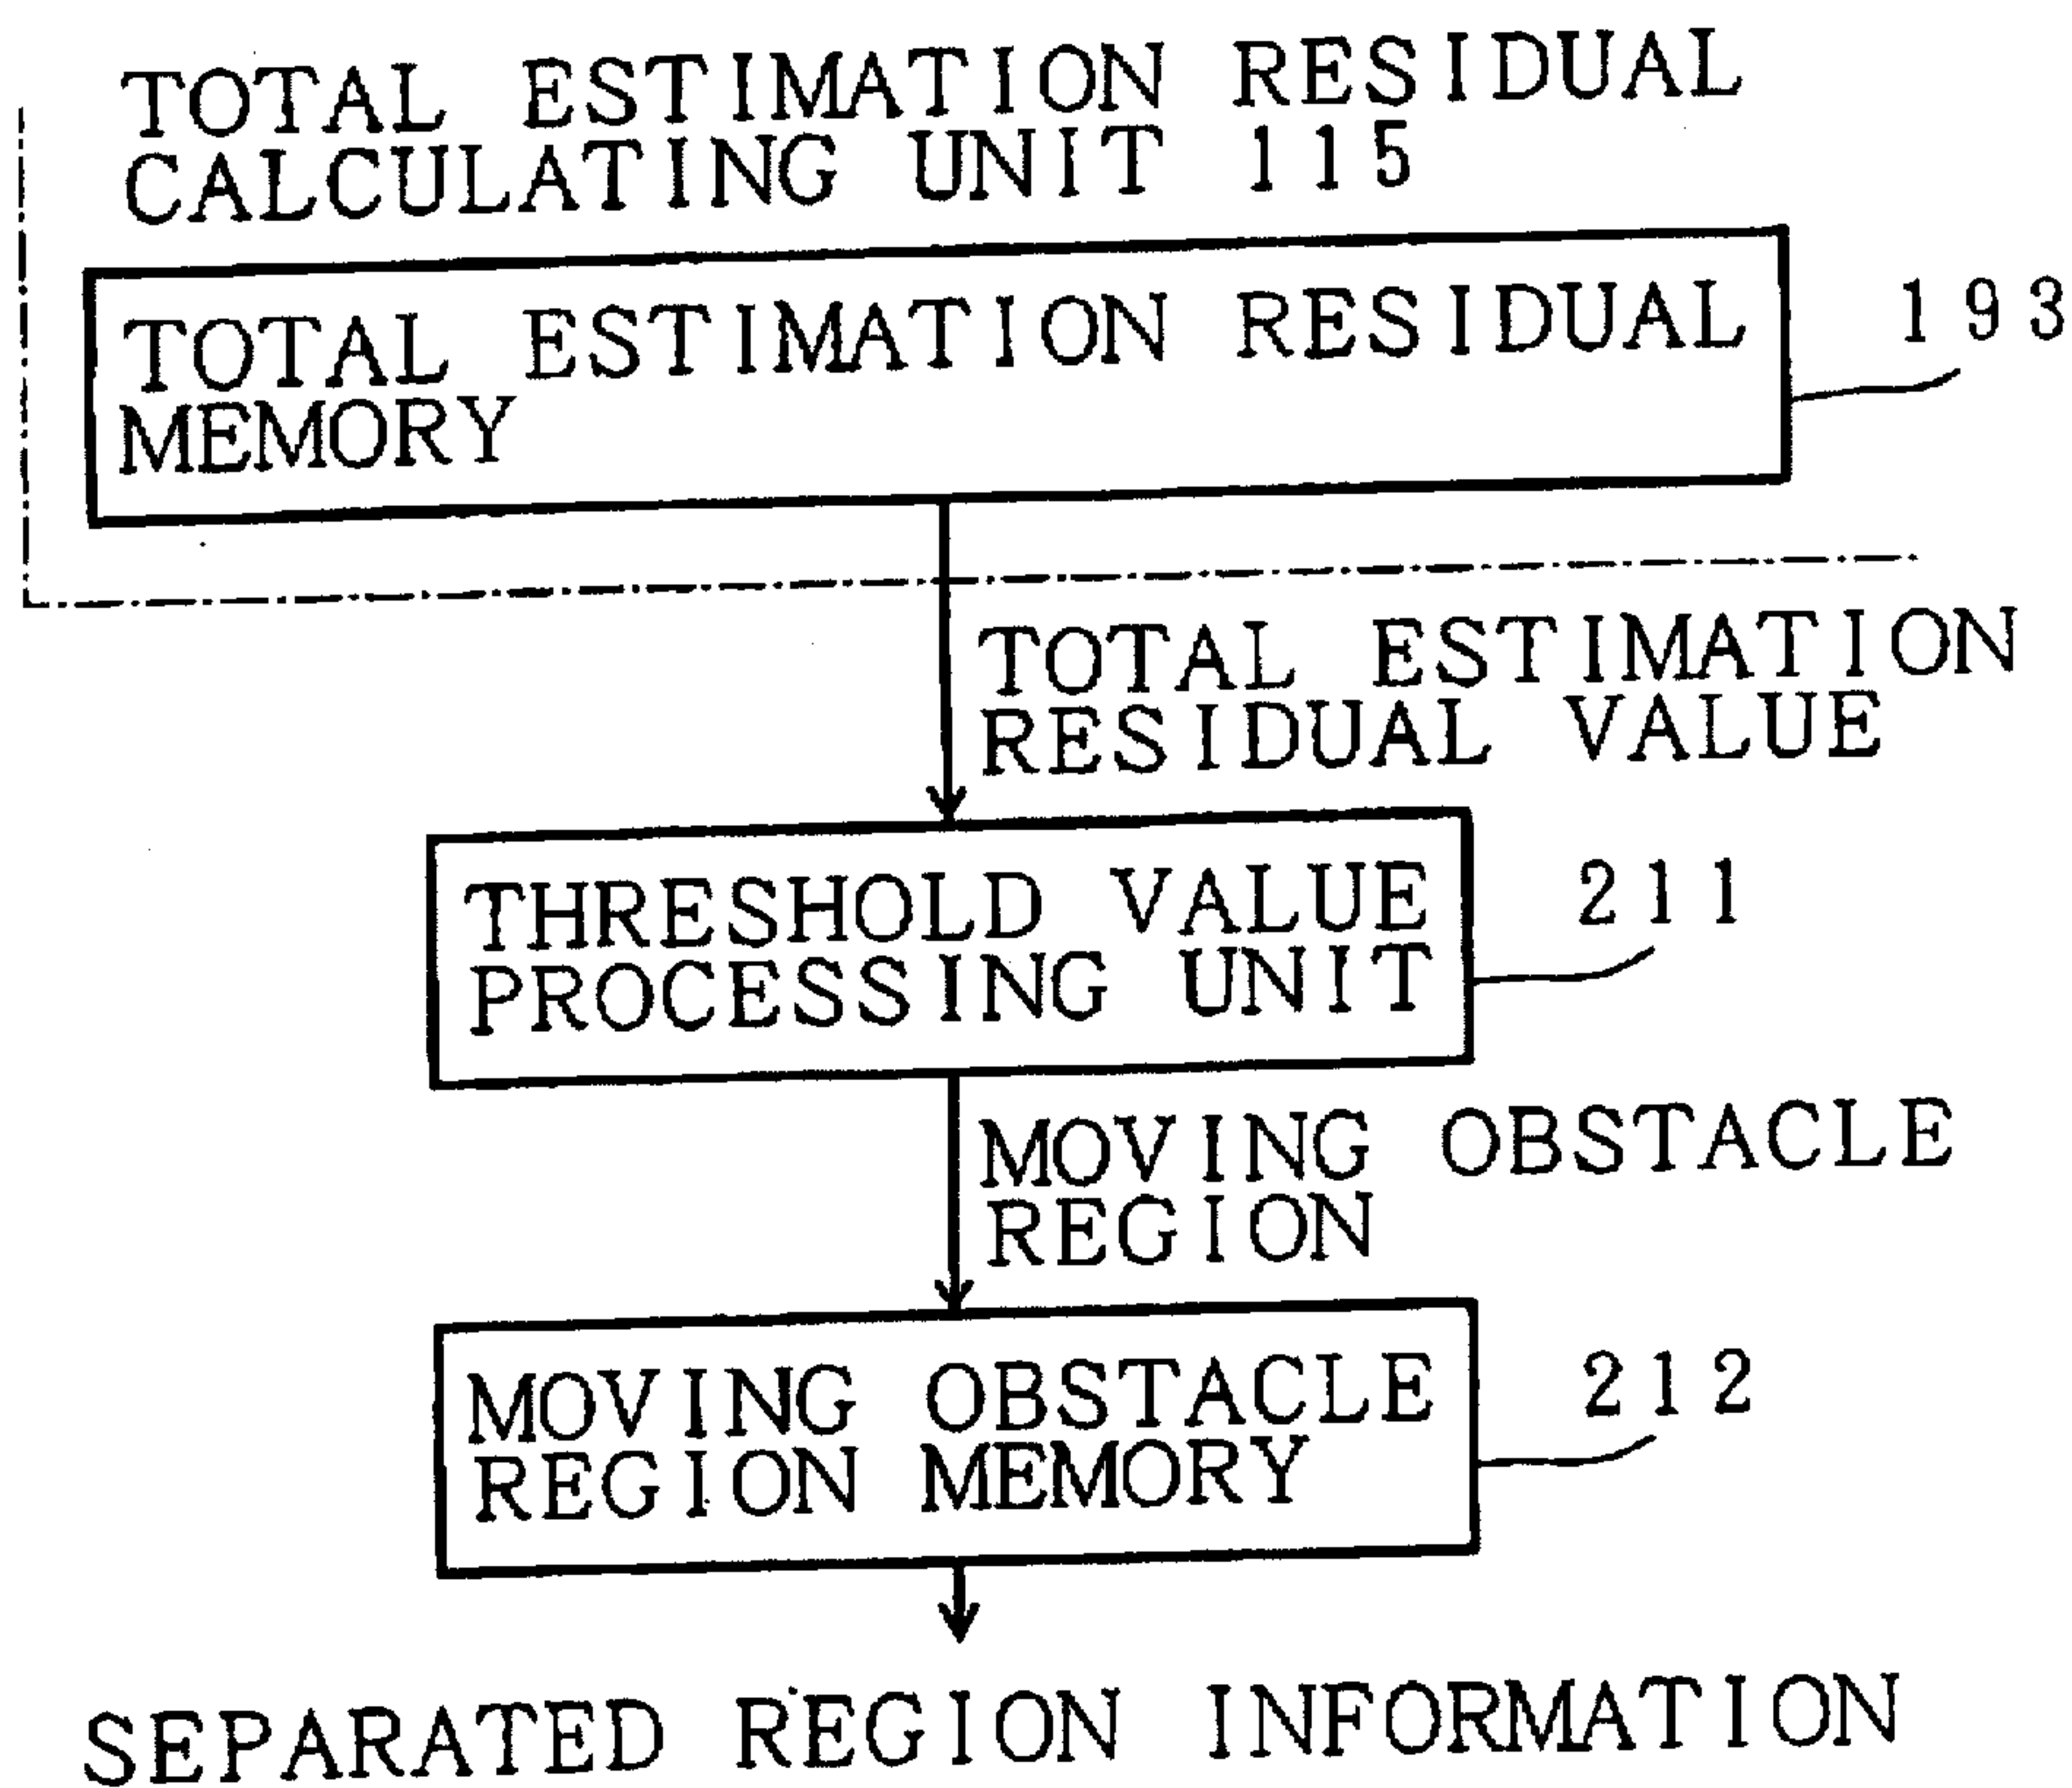 TOTAL ESTIMATION RESIDUAL
CALCULATING UNIT 115
TOTAL ESTIMATION RESIDUAL
MEMORY
193
TOTAL ESTIMATION
RESIDUAL VALUE
THRESHOLD VALUE
PROCESSING UNIT
211
MOVING OBSTACLE
REGION
MOVING OBSTACLE
REGION MEMORY
212
SEPARATED REGION INFORMATION